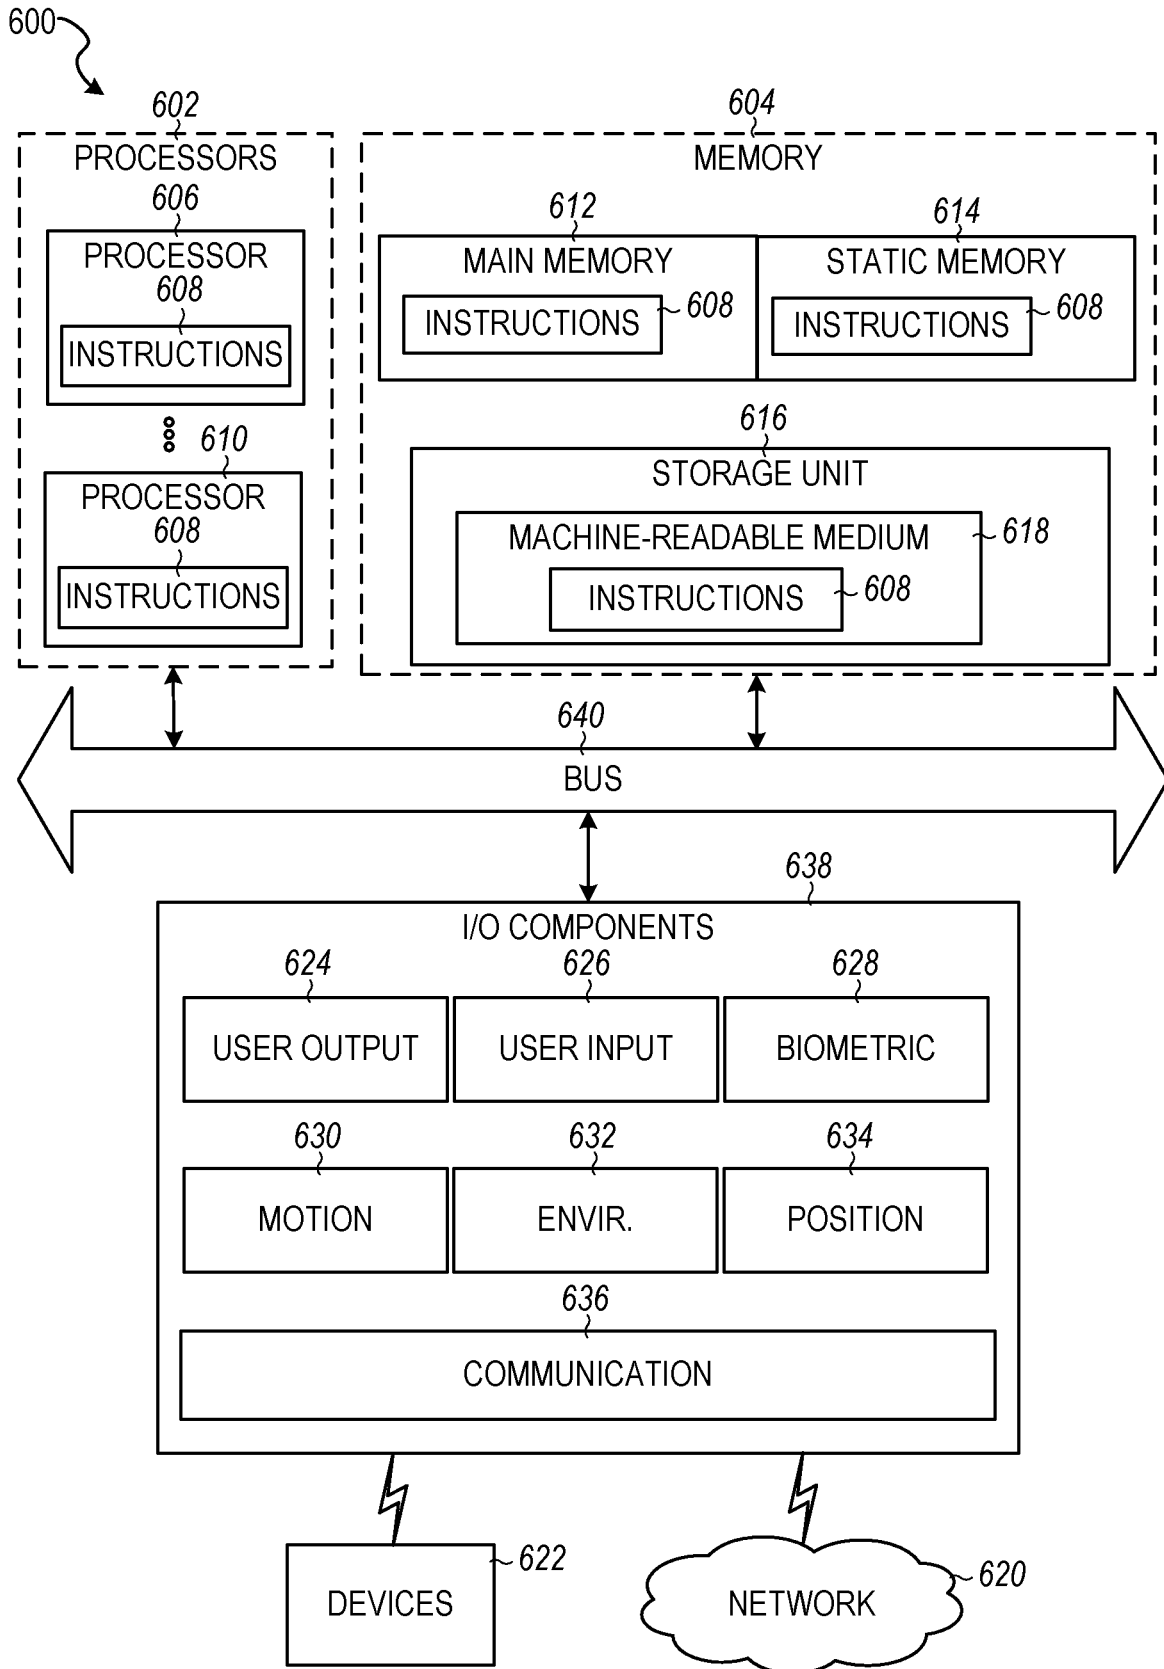 600
602
PROCESSORS
606
PROCESSOR
608
INSTRUCTIONS
610
PROCESSOR
608
INSTRUCTIONS
604
MEMORY
612
MAIN MEMORY
INSTRUCTIONS
608
614
STATIC MEMORY
INSTRUCTIONS
608
616
STORAGE UNIT
MACHINE-READABLE MEDIUM
618
INSTRUCTIONS
608
640
BUS
638
I/O COMPONENTS
624
USER OUTPUT
626
USER INPUT
628
BIOMETRIC
630
MOTION
632
ENVIR.
634
POSITION
636
COMMUNICATION
622
DEVICES
620
NETWORK